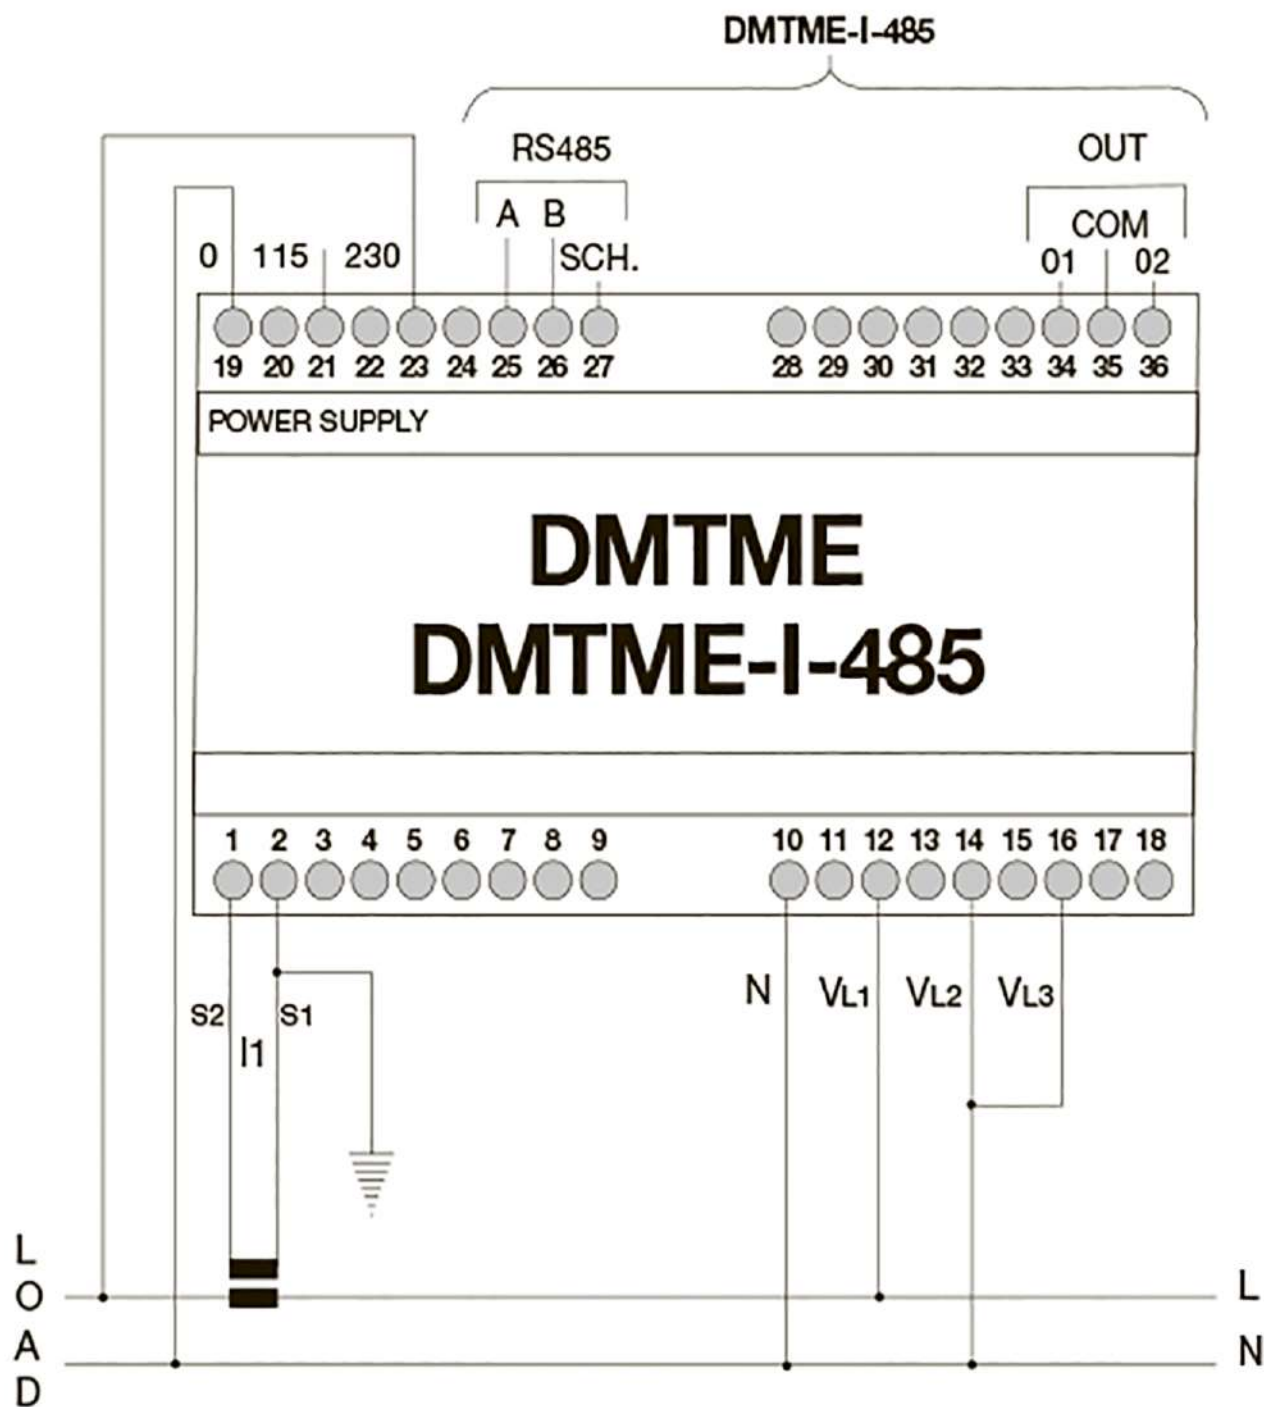 DMTME-I-485
RS485 OUT
A B COM
0 115 230 SCH. 01 02
19 20 21 22 23 24 25 26 27 28 29 30 31 32 33 34 35 36
POWER SUPPLY
DMTME
DMTME-I-485
1 2 3 4 5 6 7 8 9 10 11 12 13 14 15 16 17 18
N VL1 VL2 VL3
S2 S1
I1
L
O
A
D
L
N